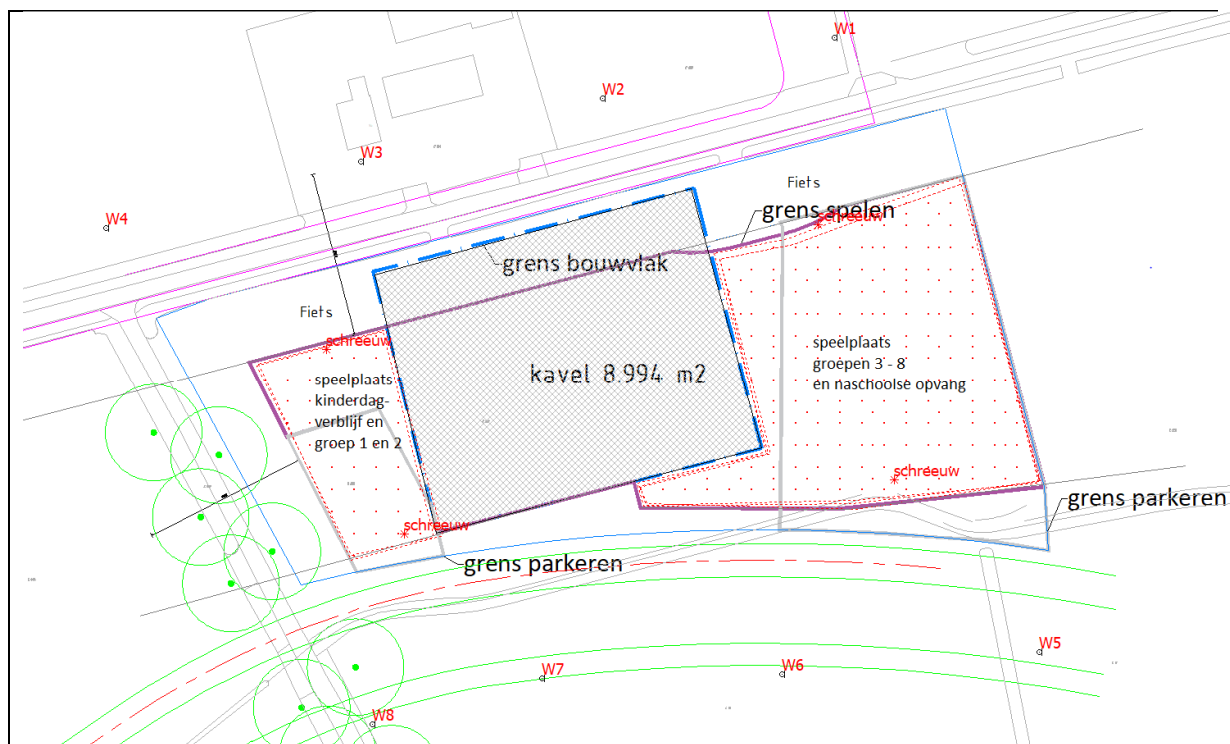 W1
W2
W3
W4
Fiets
grens spelen
schreeuw
grens bouwvlak
Fiets
schreeuw
speelplaats
groepen 3 - 8
en naschoolse opvang
kavel 8.994 m2
speelplaats
kinderdag-
verblijf en
groep 1 en 2
schreeuw
grens parkeren
schreeuw
grens parkeren
W5
W6
W7
W8